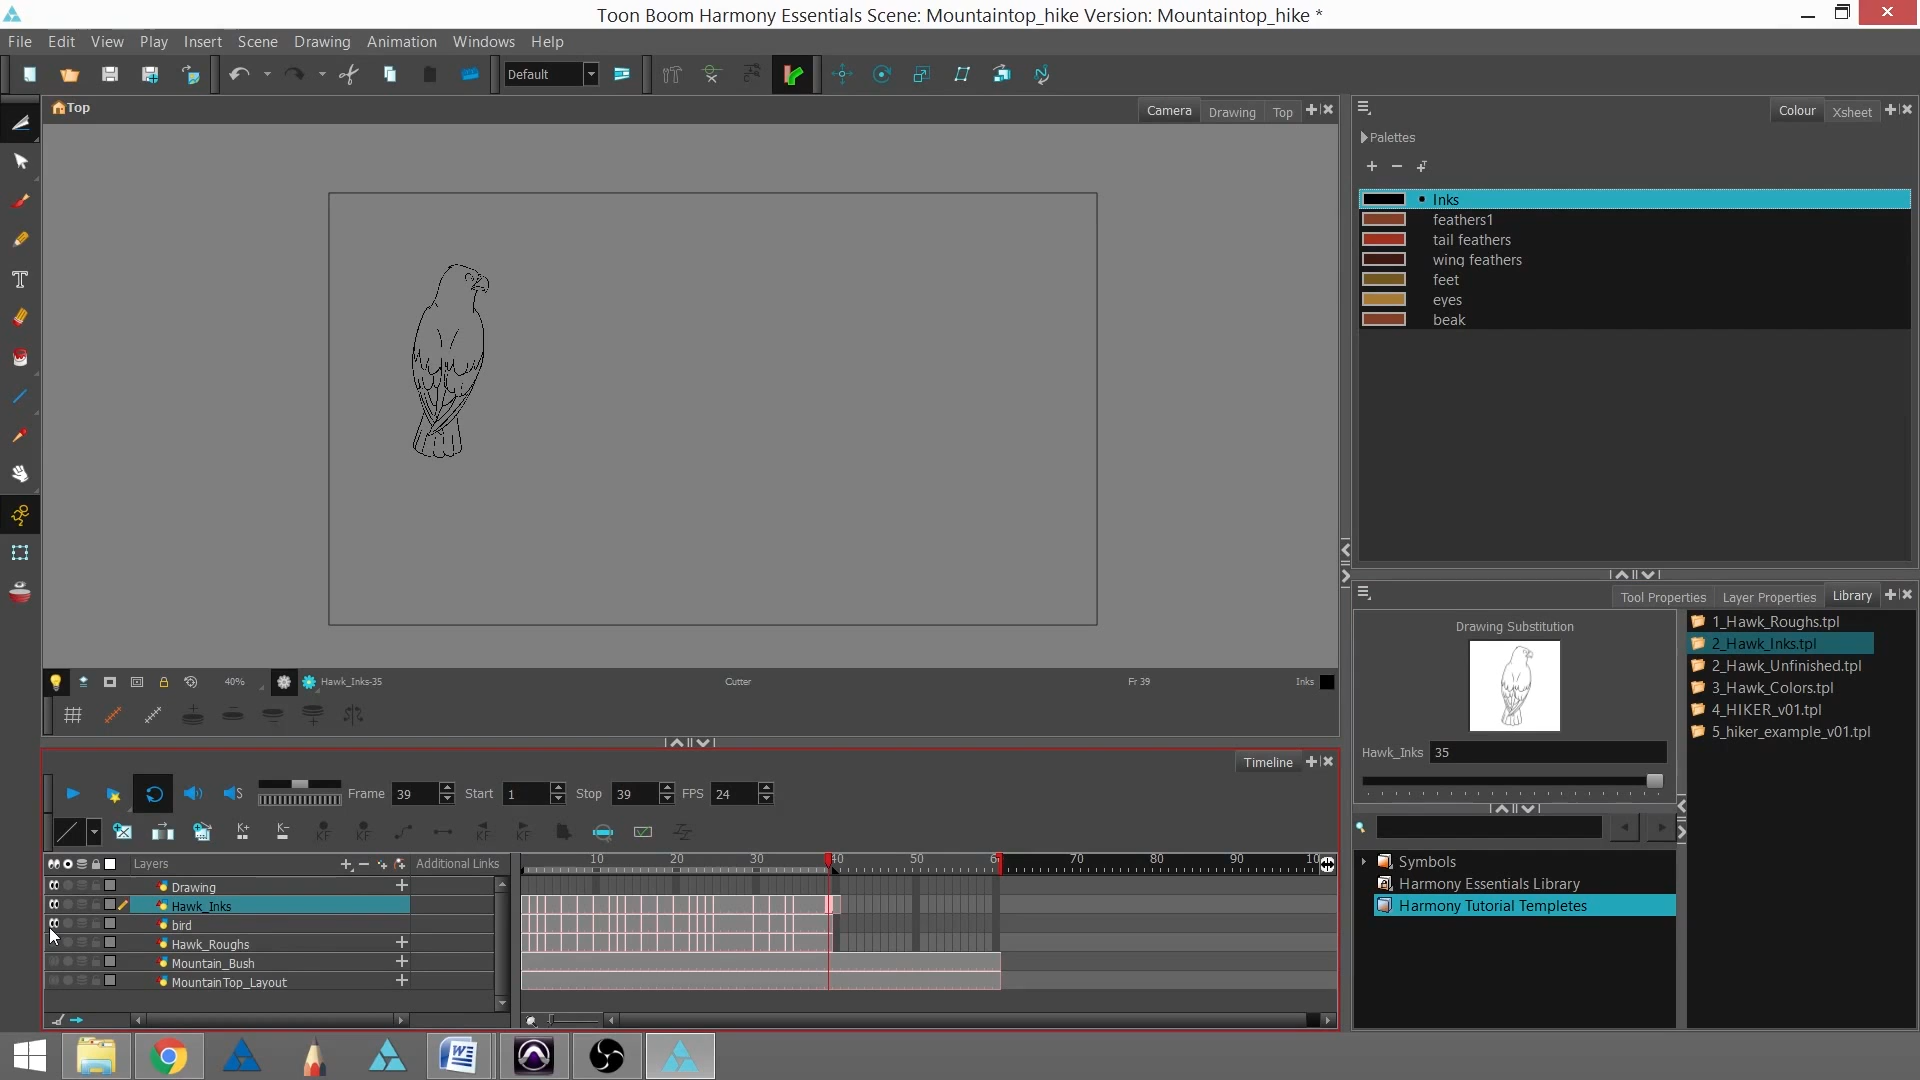 Toon Boom Harmony Essentials Scene: Mountaintop_hike Version: Mountaintop_hike *
File Edit View Play Insert Scene Drawing Animation Windows Help
Default
Top
Camera Drawing Top
Colour Xsheet
Palettes
Inks
feathers1
tail feathers
wing feathers
feet
eyes
beak
40% Hawk_Inks-35 Cutter Fr 39 Inks
Tool Properties Layer Properties Library
Drawing Substitution
Hawk_Inks 35
1_Hawk_Roughs.tpl
2_Hawk_Inks.tpl
2_Hawk_Unfinished.tpl
3_Hawk_Colors.tpl
4_HIKER_v01.tpl
5_hiker_example_v01.tpl
Symbols
Harmony Essentials Library
Harmony Tutorial Templetes
Timeline
Frame 39 Start 1 Stop 39 FPS 24
Layers Additional Links
10 20 30 40 50 70 80 90
Drawing
Hawk_Inks
bird
Hawk_Roughs
Mountain_Bush
MountainTop_Layout